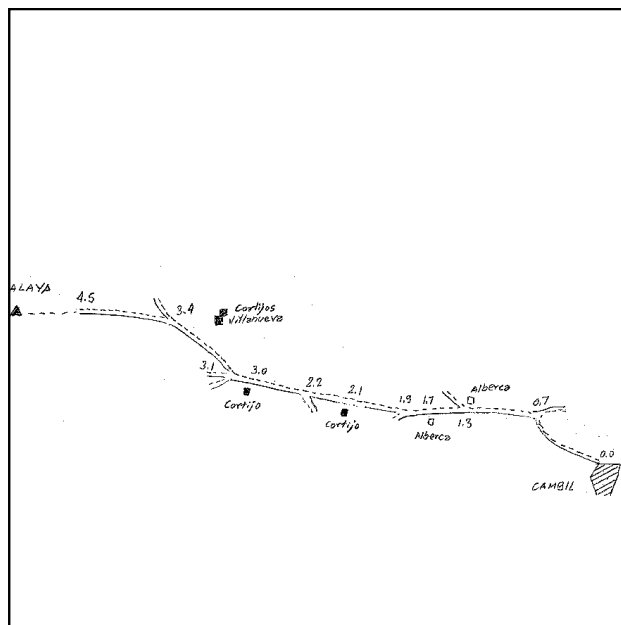 ALAYA
4.5
3.4
Cortijos
Villanueva
3.1
3.0
Cortijo
2.2
2.1
Cortijo
1.9
1.7
Alberca
Alberca
1.3
0.7
0.0
CAMBIL